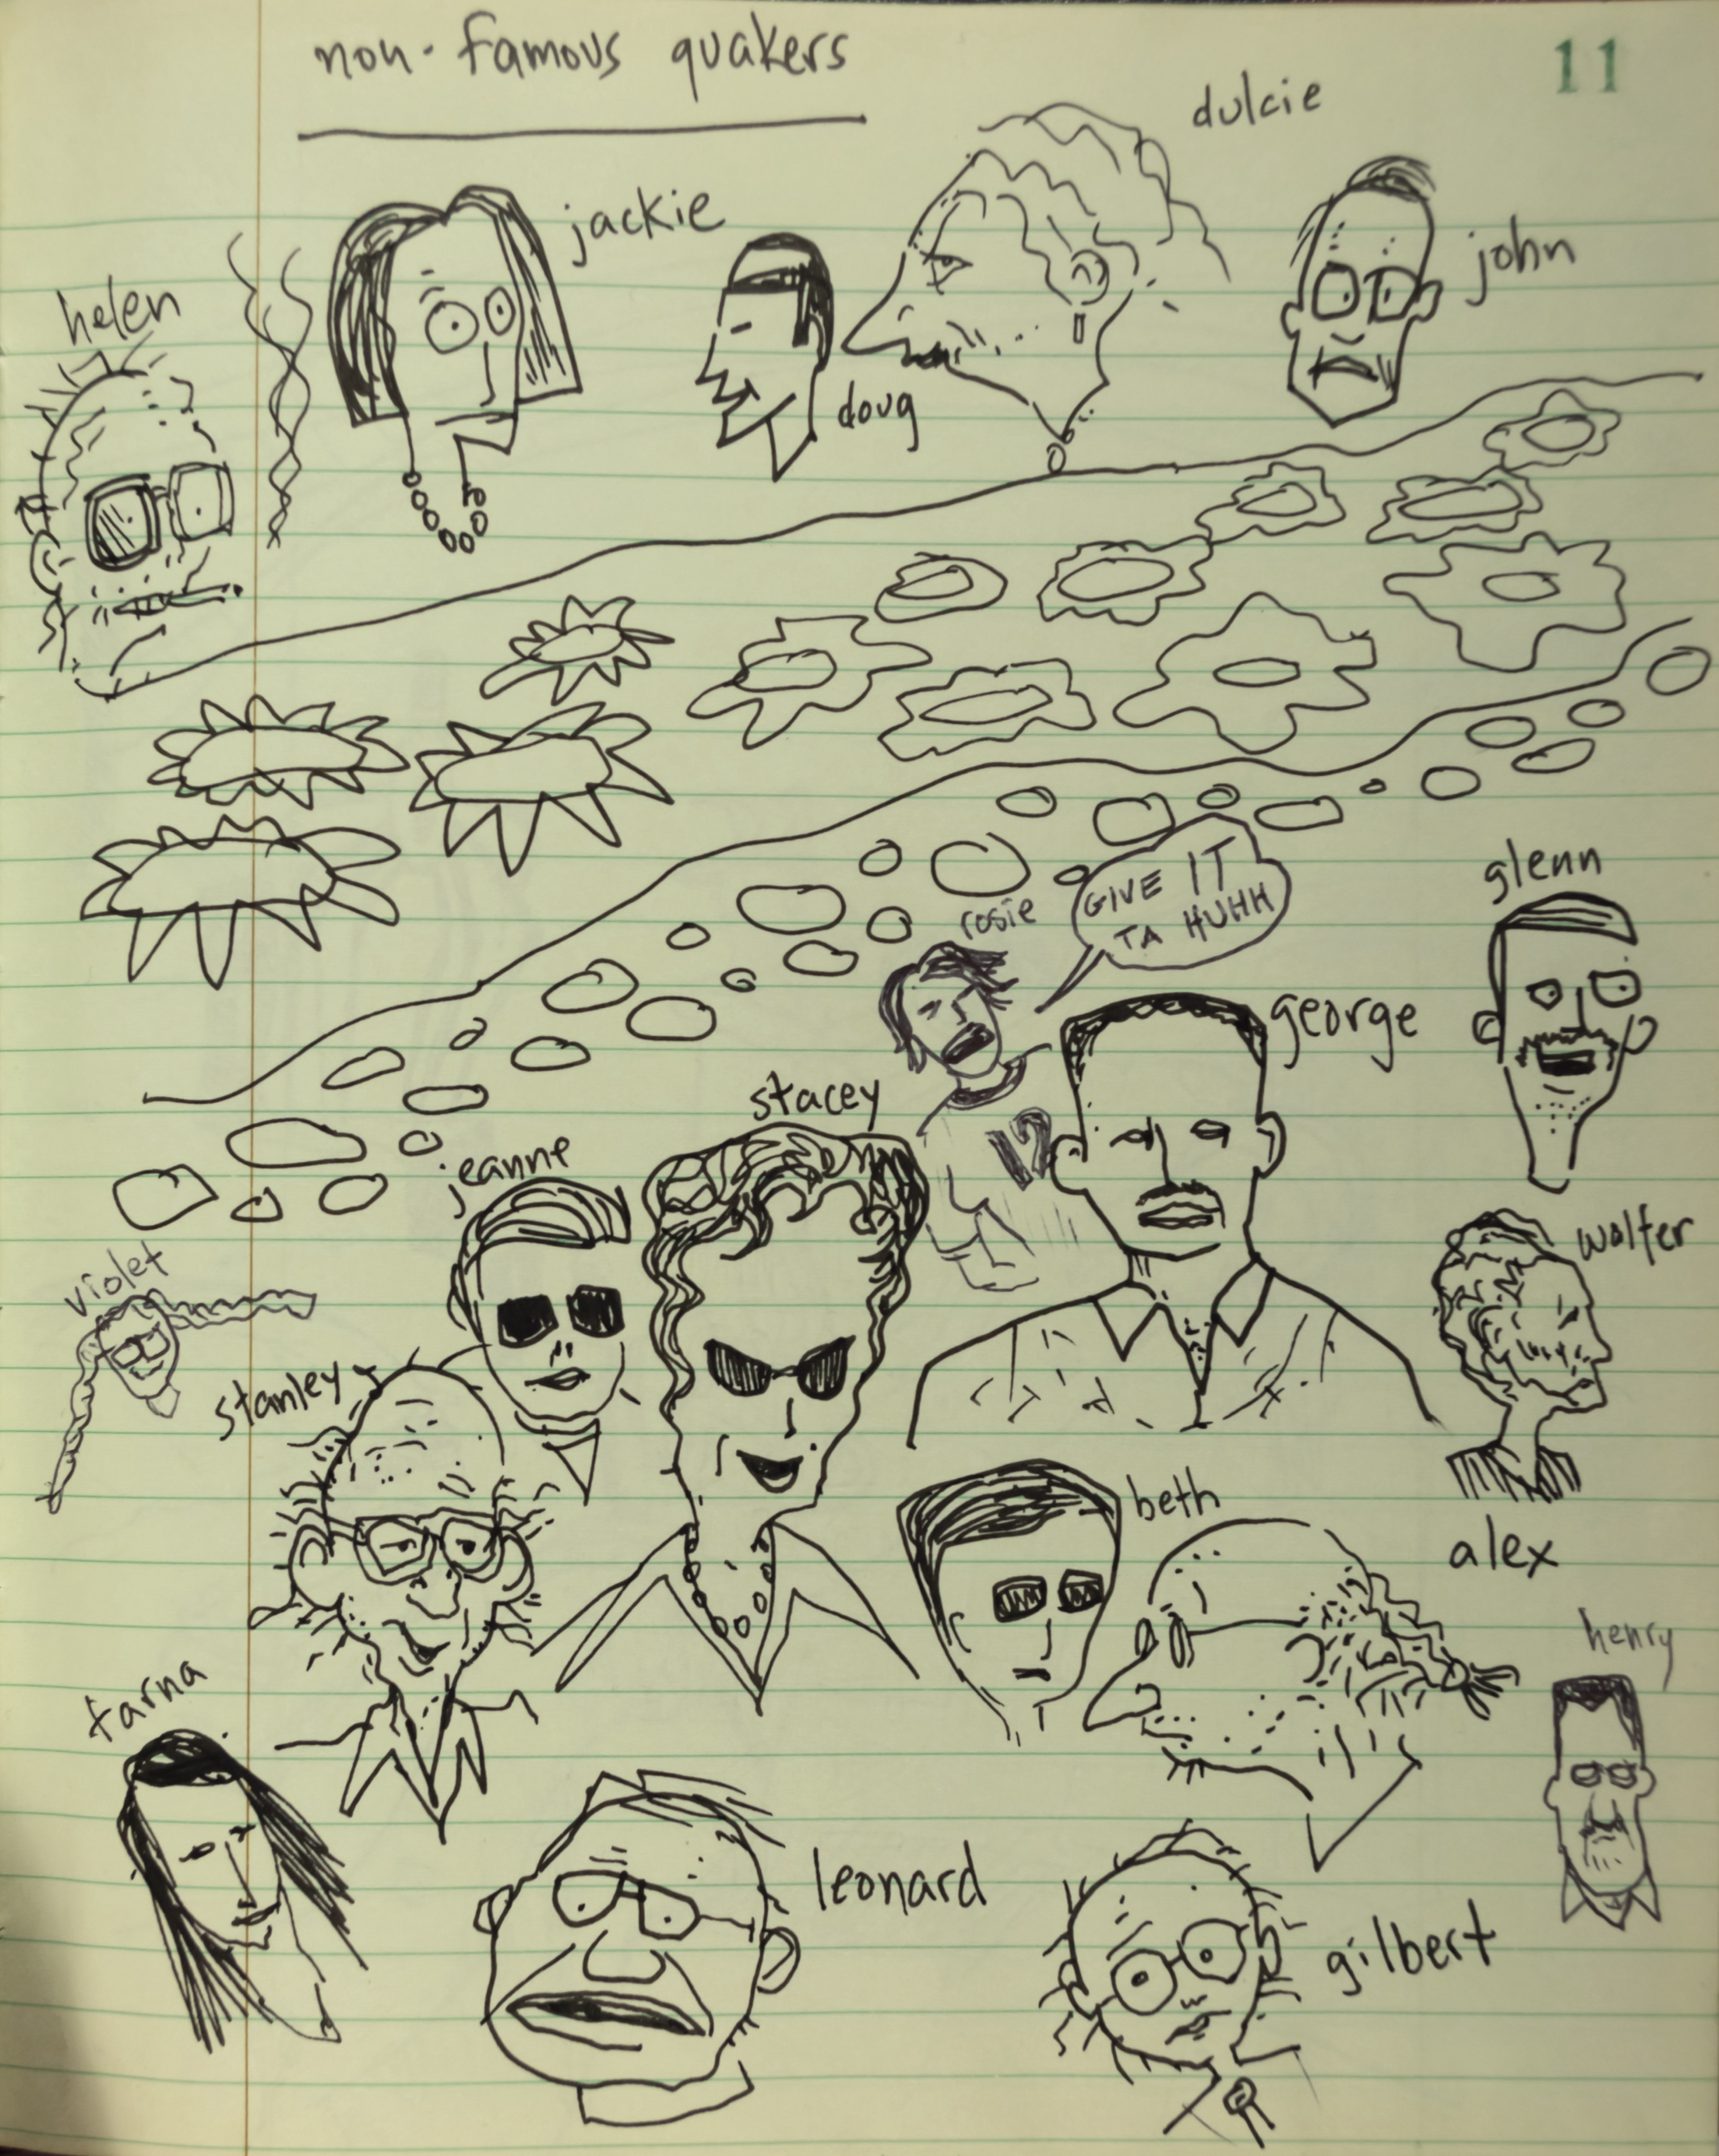 non-famous quakers
11
dulcie
jackie
john
helen
doug
glenn
GIVE IT
TA HUHH
rosie
george
stacey
12
jeanne
walter
violet
stanley
beth
alex
henry
farna
leonard
gilbert